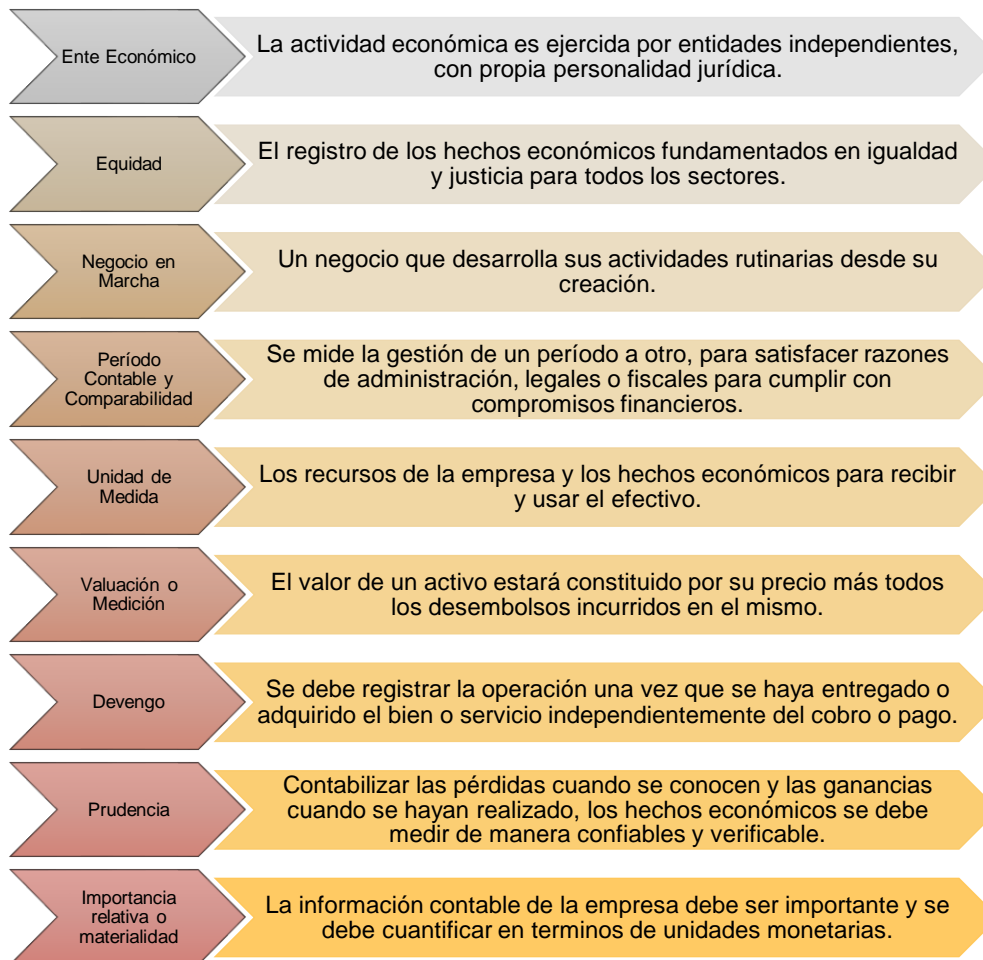 Ente Económico
La actividad económica es ejercida por entidades independientes,
con propia personalidad jurídica.
Equidad
El registro de los hechos económicos fundamentados en igualdad
y justicia para todos los sectores.
Negocio en
Marcha
Un negocio que desarrolla sus actividades rutinarias desde su
creación.
Período
Contable y
Comparabilidad
Se mide la gestión de un período a otro, para satisfacer razones
de administración, legales o fiscales para cumplir con
compromisos financieros.
Unidad de
Medida
Los recursos de la empresa y los hechos económicos para recibir
y usar el efectivo.
Valuación o
Medición
El valor de un activo estará constituido por su precio más todos
los desembolsos incurridos en el mismo.
Devengo
Se debe registrar la operación una vez que se haya entregado o
adquirido el bien o servicio independientemente del cobro o pago.
Prudencia
Contabilizar las pérdidas cuando se conocen y las ganancias
cuando se hayan realizado, los hechos económicos se debe
medir de manera confiables y verificable.
Importancia
relativa o
materialidad
La información contable de la empresa debe ser importante y se
debe cuantificar en terminos de unidades monetarias.